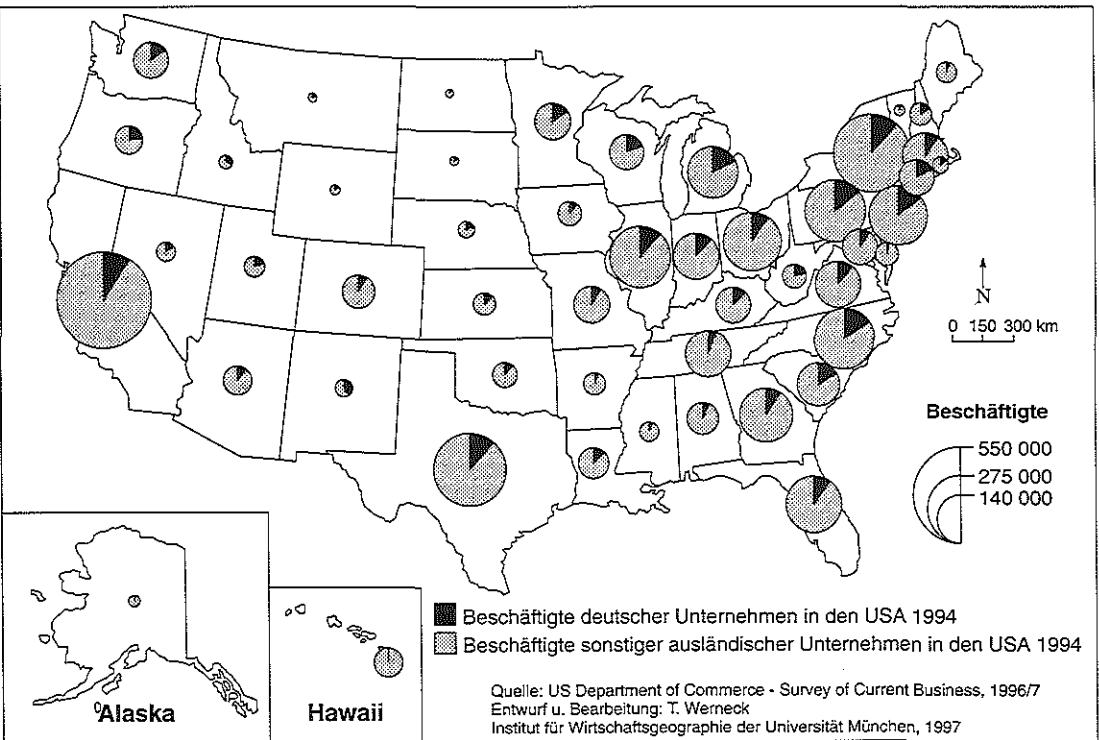 N
0 150 300 km
Beschäftigte
550 000
275 000
140 000
Beschäftigte deutscher Unternehmen in den USA 1994
Beschäftigte sonstiger ausländischer Unternehmen in den USA 1994
Alaska
Hawaii
Quelle: US Department of Commerce - Survey of Current Business, 1996/7
Entwurf u. Bearbeitung: T. Werneck
Institut für Wirtschaftsgeographie der Universität München, 1997